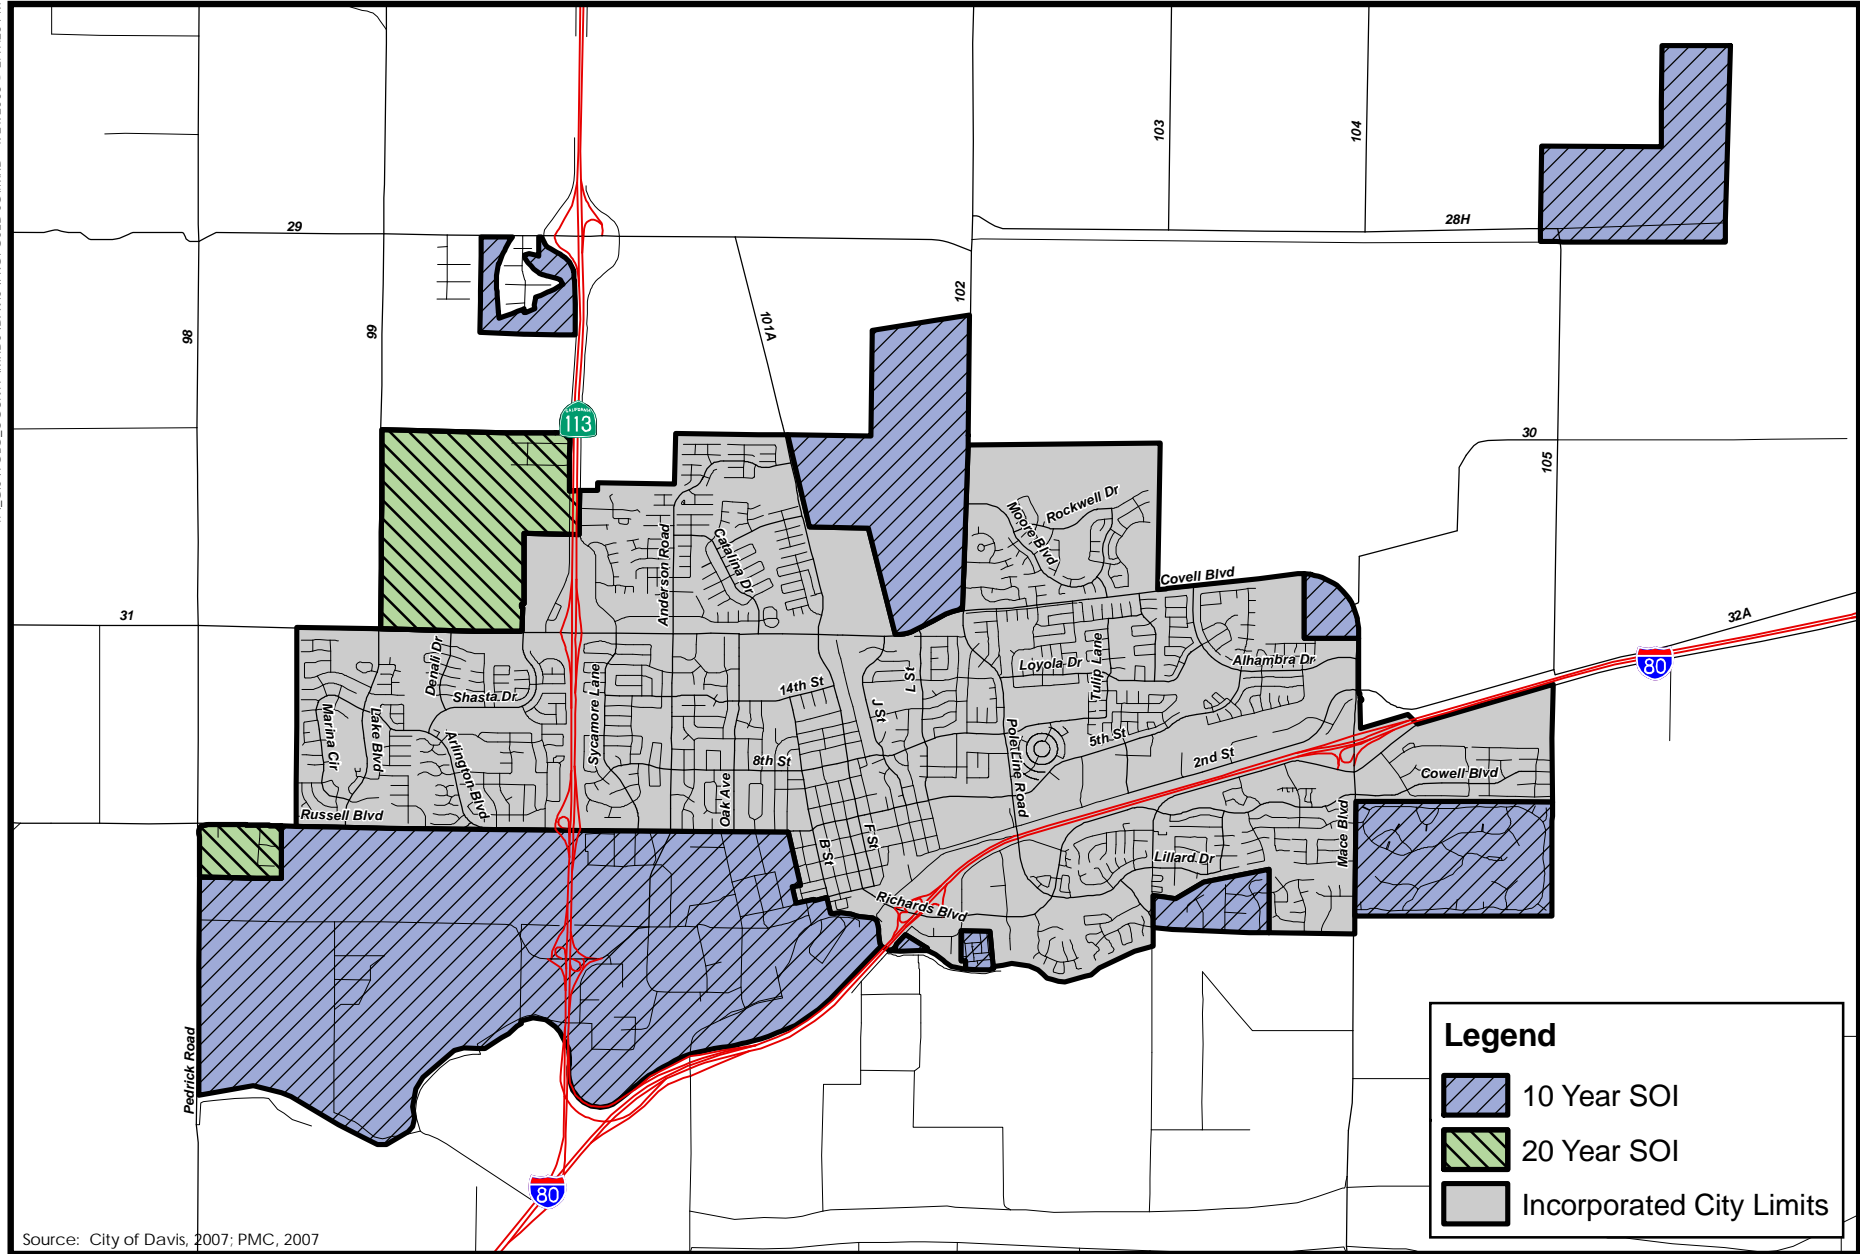 103
104
29
28H
98
99
101A
102
CALIFORNIA
113
30
105
Rockwell Dr
Moore Blvd
Anderson Road
Catalina Dr
Covell Blvd
31
32A
80
Denali Dr
Shasta Dr
Sycamore Lane
14th St
L St
J St
Loyola Dr
Tulip Lane
Alhambra Dr
Marina Cir
Lake Blvd
Arlington Blvd
8th St
Oak Ave
Pole Line Road
5th St
2nd St
Cowell Blvd
Russell Blvd
B St
F St
Lillard Dr
Mace Blvd
Richards Blvd
Pedrick Road
80
Legend
10 Year SOI
20 Year SOI
Incorporated City Limits
Source: City of Davis, 2007; PMC, 2007